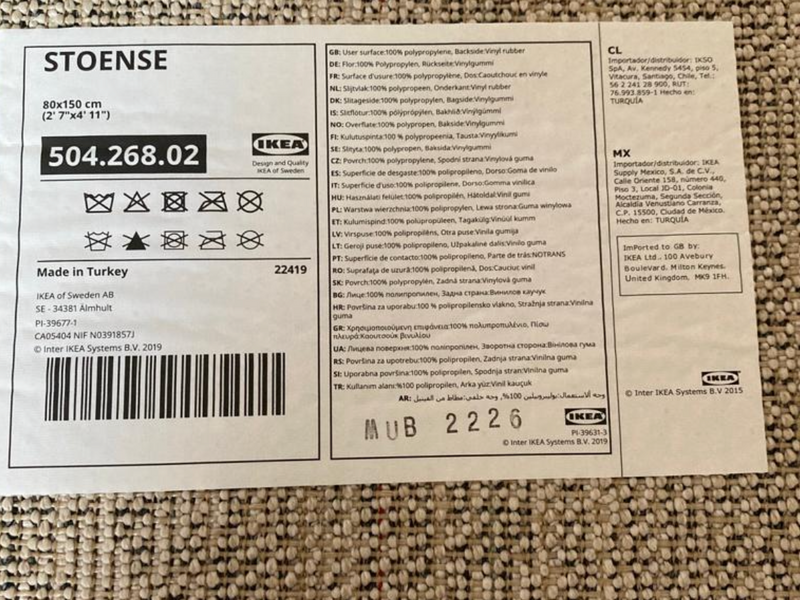 STOENSE
80x150 cm
(2' 7"x4' 11")
504.268.02
IKEA
Design and Quality
IKEA of Sweden
Made in Turkey 22419
IKEA of Sweden AB
SE - 34381 Älmhult
PI-39677-1
CA05404 NIF N0391857J
© Inter IKEA Systems B.V. 2019
GB: User surface:100% polypropylene, Backside:Vinyl rubber
DE: Flor:100% Polypropylen, Rückseite:Vinylgummi
FR: Surface d'usure:100% polypropylène, Dos:Caoutchouc en vinyle
NL: Slijtvlak:100% polypropeen, Onderkant:Vinyl rubber
DK: Slitageside:100% polypropylen, Bagside:Vinylgummi
IS: Slitflötur:100% pólýprópýlen, Bakhlið:Vinýlgúmmí
NO: Overflate:100% polypropen, Bakside:Vinylgummi
FI: Kulutuspinta:100 % polypropeenia, Tausta:Vinyylikumi
SE: Slityta:100% polypropen, Baksida:Vinylgummi
CZ: Povrch:100% polypropylene, Spodní strana:Vinylová guma
ES: Superficie de desgaste:100% polipropileno, Dorso:Goma de vinilo
IT: Superficie d'uso:100% polipropilene, Dorso:Gomma vinilica
HU: Használati felület:100% polipropilén, Hátoldal:Vinil gumi
PL: Warstwa wierzchnia:100% polipropylen, Lewa strona:Guma winylowa
EE: Kulumispind:100% polüpropüleen, Tagakülg:Vinüül kumm
LV: Virspuse:100% polipropilēns, Otra puse:Vinila gumija
LT: Geroji pusė:100% polipropileno, Užpakalinė dalis:Vinilo guma
PT: Superfície de contacto:100% polipropileno, Parte de trás:NOTRANS
RO: Suprafaţa de uzură:100% polipropilenă, Dos:Cauciuc vinil
SK: Povrch:100% polypropylén, Zadná strana:Vinylová guma
BG: Лице:100% полипропилен, Задна страна:Винилов каучук
HR: Površina za uporabu:100 % polipropilensko vlakno, Stražnja strana:Vinilna
guma
GR: Χρησιμοποιούμενη επιφάνεια:100% πολυπροπυλένιο, Πίσω
πλευρά:Καουτσούκ βινυλίου
UA: Лицьова поверхня:100% поліпропілен, Зворотна сторона:Вінілова гума
RS: Površina za upotrebu:100% polipropilen, Zadnja strana:Vinilna guma
SI: Uporabna površina:100% polipropilen, Spodnja stran:Vinilna guma
TR: Kullanım alanı:%100 polipropilen, Arka yüz:Vinil kauçuk
AR: وجه الاستعمال:بوليبروبيلين 100%, وجه خلفي:مطاط من الفينيل
MUB 2226
IKEA
PI-39631-3
© Inter IKEA Systems B.V. 2019
CL
Importador/distribuidor: IKSO
SpA, Av. Kennedy 5454, piso 5,
Vitacura, Santiago, Chile, Tel.:
56 2 241 28 900, RUT:
76.993.859-1 Hecho en:
TURQUÍA
MX
Importador/distribuidor: IKEA
Supply Mexico, S.A. de C.V.,
Calle Oriente 158, número 440,
Piso 3, Local JD-01, Colonia
Moctezuma, Segunda Sección,
Alcaldía Venustiano Carranza,
C.P. 15500, Ciudad de México.
Hecho en: TURQUÍA
Imported to GB by:
IKEA Ltd., 100 Avebury
Boulevard, Milton Keynes,
United Kingdom, MK9 1FH.
IKEA
© Inter IKEA Systems B.V 2015